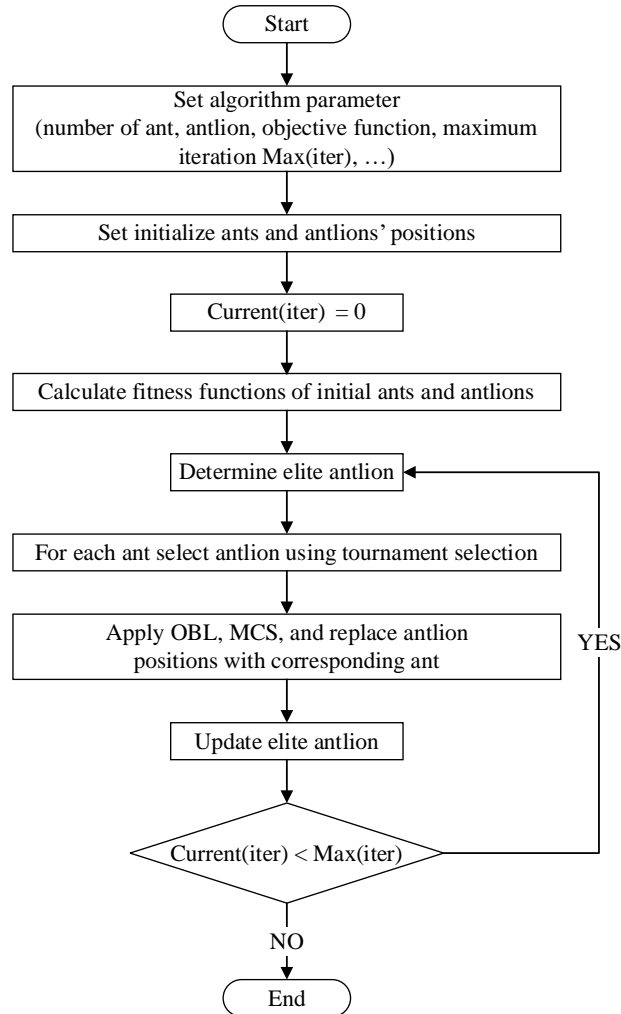 Start
Set algorithm parameter
(number of ant, antlion, objective function, maximum
iteration Max(iter), …)
Set initialize ants and antlions’ positions
Current(iter) = 0
Calculate fitness functions of initial ants and antlions
Determine elite antlion
For each ant select antlion using tournament selection
Apply OBL, MCS, and replace antlion
positions with corresponding ant
YES
Update elite antlion
Current(iter) < Max(iter)
NO
End